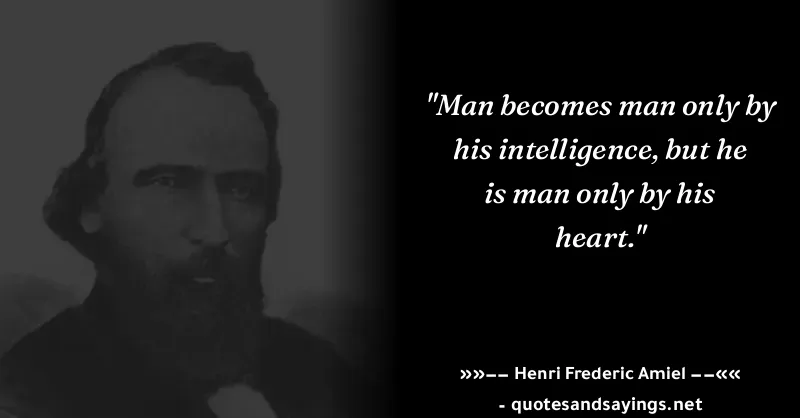 "Man becomes man only by
his intelligence, but he
is man only by his
heart."
»»−− Henri Frederic Amiel −−««
- quotesandsayings.net